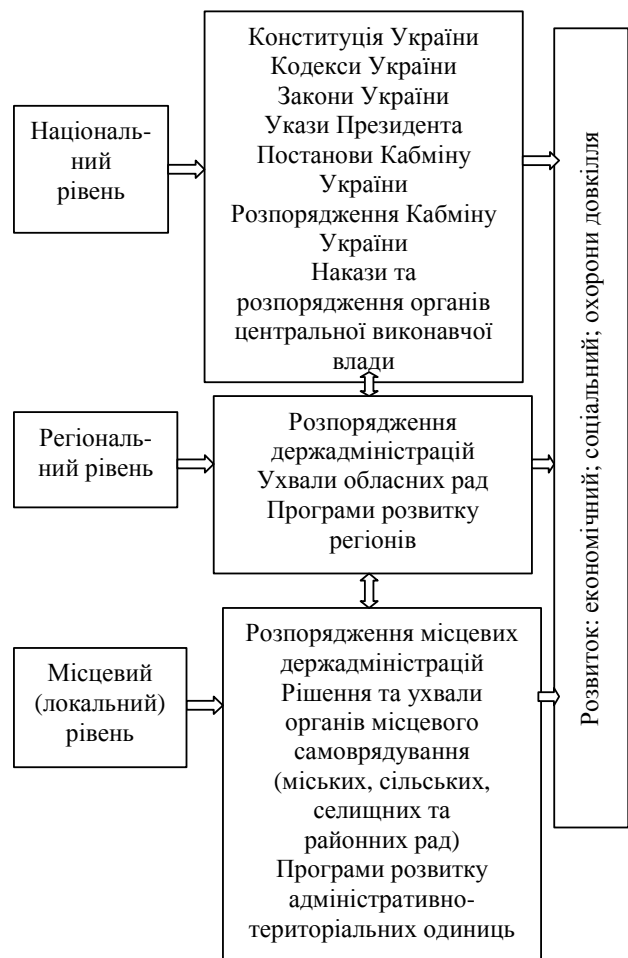 Національ-
ний
рівень
Конституція України
Кодекси України
Закони України
Укази Президента
Постанови Кабміну
України
Розпорядження Кабміну
України
Накази та
розпорядження органів
центральної виконавчої
влади
Регіональ-
ний рівень
Розпорядження
держадміністрацій
Ухвали обласних рад
Програми розвитку
регіонів
Місцевий
(локальний)
рівень
Розпорядження місцевих
держадміністрацій
Рішення та ухвали
органів місцевого
самоврядування
(міських, сільських,
селищних та
районних рад)
Програми розвитку
адміністративно-
територіальних одиниць
Розвиток: економічний; соціальний; охорони довкілля